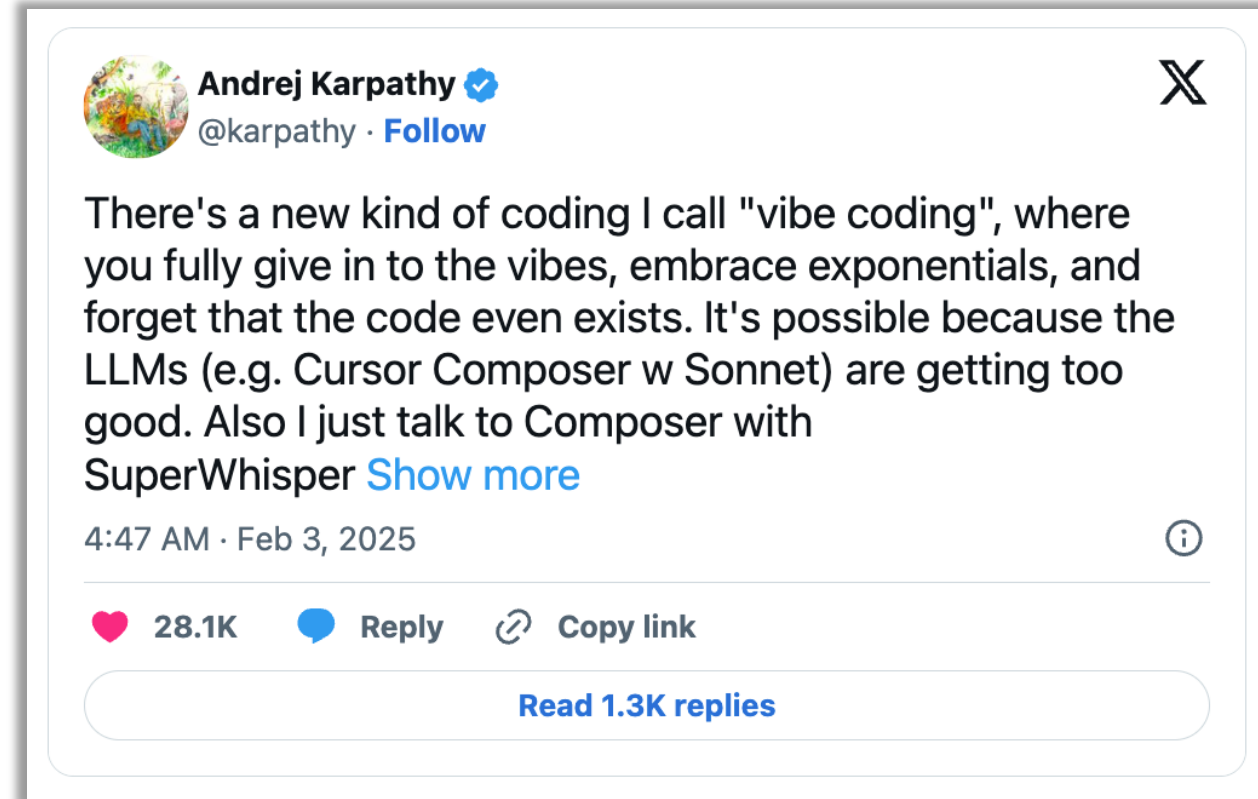 Andrej Karpathy
@karpathy · Follow
There's a new kind of coding I call "vibe coding", where
you fully give in to the vibes, embrace exponentials, and
forget that the code even exists. It's possible because the
LLMs (e.g. Cursor Composer w Sonnet) are getting too
good. Also I just talk to Composer with
SuperWhisper Show more
4:47 AM · Feb 3, 2025
28.1K Reply Copy link
Read 1.3K replies